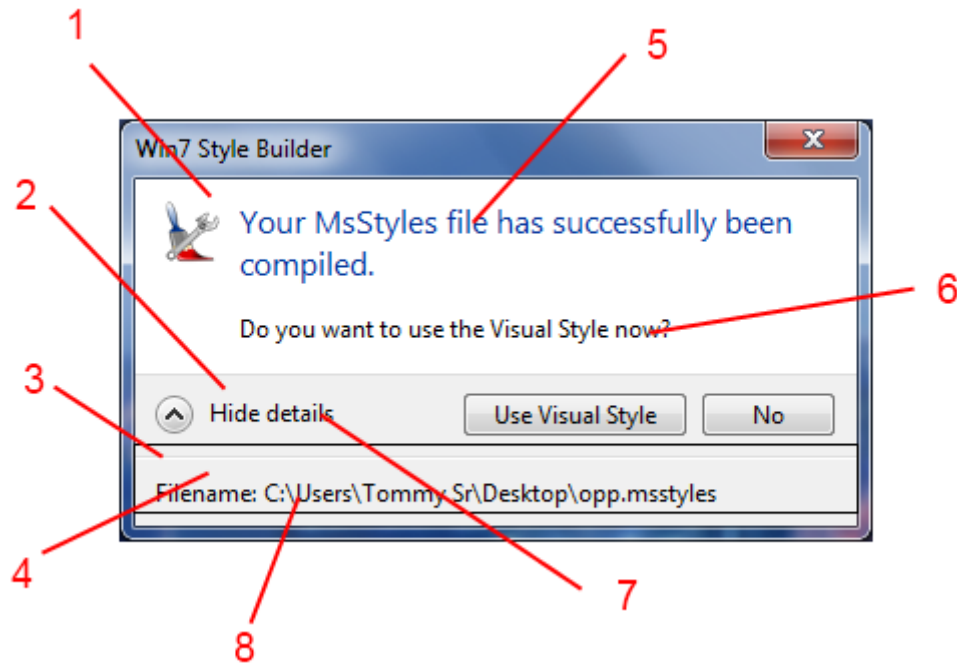 1
5
Win7 Style Builder
x
2
Your MsStyles file has successfully been
compiled.
6
Do you want to use the Visual Style now?
3
Hide details Use Visual Style No
Filename: C:\Users\Tommy Sr\Desktop\opp.msstyles
4
7
8